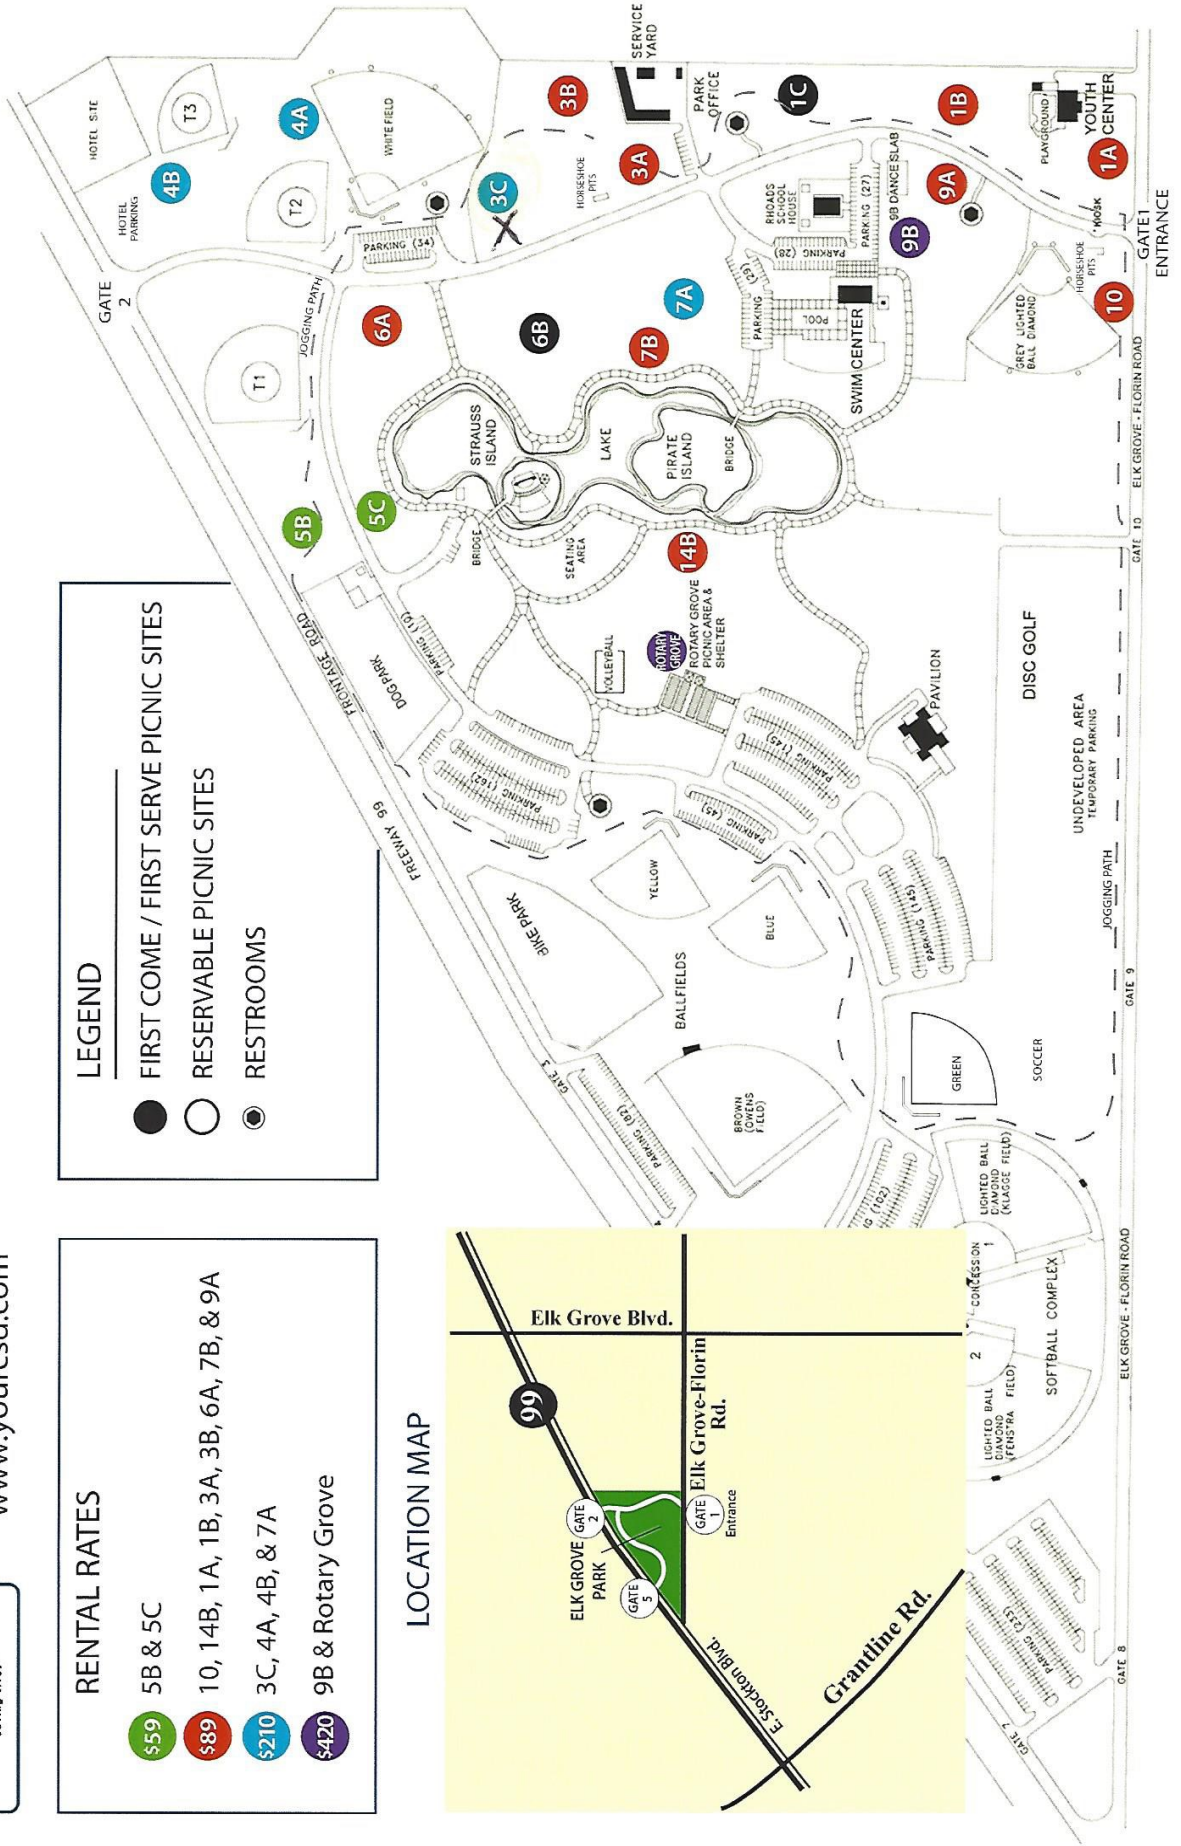 www.yourcsd.com
RENTAL RATES
$59 5B & 5C
$89 10, 14B, 1A, 1B, 3A, 3B, 6A, 7B, & 9A
$210 3C, 4A, 4B, & 7A
$420 9B & Rotary Grove
LEGEND
FIRST COME / FIRST SERVE PICNIC SITES
RESERVABLE PICNIC SITES
RESTROOMS
LOCATION MAP
99
Elk Grove Blvd.
Elk Grove-Florin
Rd.
ELK GROVE
PARK
GATE
2
GATE
5
GATE
1
Entrance
E. Stockton Blvd.
Grantline Rd.
HOTEL SITE
HOTEL
PARKING
GATE
2
T3
T2
T1
4B
4A
WHITE FIELD
PARKING (34)
JOGGING PATH
3C
3B
3A
HORSESHOE
PITS
SERVICE
YARD
PARK
OFFICE
1C
1B
1A
PLAYGROUND
YOUTH
CENTER
RHOADS
SCHOOL
HOUSE
PARKING (27)
PARKING (28)
PARKING (29)
9B DANCE SLAB
9A
9B
KIOSK
GATE 1
ENTRANCE
HORSESHOE
PITS
10
GREY LIGHTED
BALL DIAMOND
POOL
SWIM CENTER
6A
6B
7A
7B
STRAUSS
ISLAND
LAKE
PIRATE
ISLAND
BRIDGE
BRIDGE
SEATING
AREA
5B
5C
14B
FRONTAGE ROAD
FREEWAY 99
DOG PARK
PARKING (19)
VOLLEYBALL
ROTARY
GROVE
ROTARY GROVE
PICNIC AREA &
SHELTER
PARKING (162)
PARKING (145)
PARKING (45)
PARKING (145)
PAVILION
DISC GOLF
UNDEVELOPED AREA
TEMPORARY PARKING
JOGGING PATH
ELK GROVE - FLORIN ROAD
GATE 10
GATE 9
BIKE PARK
YELLOW
BLUE
BALLFIELDS
GATE 3
PARKING (82)
BROWN
(OWENS
FIELD)
GREEN
SOCCER
LIGHTED BALL
DIAMOND
(KLAGGE FIELD)
1
CONCESSION
2
SOFTBALL COMPLEX
LIGHTED BALL
DIAMOND
(FENSTRA FIELD)
ELK GROVE - FLORIN ROAD
PARKING (233)
GATE 7
GATE 8